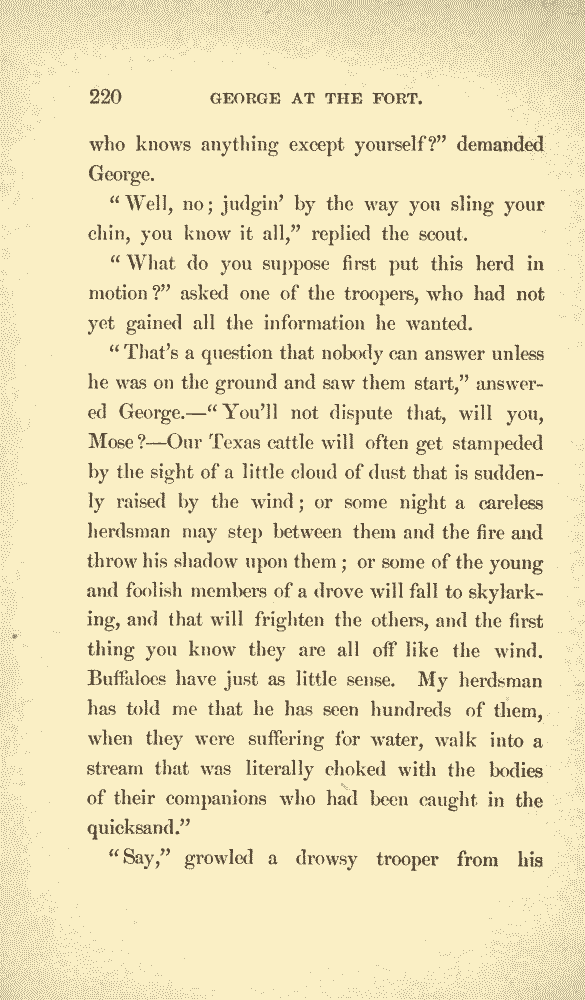 220 GEORGE AT THE FORT.
who knows anything except yourself?” demanded
George.
“Well, no; judgin’ by the way you sling your
chin, you know it all,” replied the scout.
“What do you suppose first put this herd in
motion?” asked one of the troopers, who had not
yet gained all the information he wanted.
“That’s a question that nobody can answer unless
he was on the ground and saw them start,” answer-
ed George.—“You’ll not dispute that, will you,
Mose?—Our Texas cattle will often get stampeded
by the sight of a little cloud of dust that is sudden-
ly raised by the wind; or some night a careless
herdsman may step between them and the fire and
throw his shadow upon them; or some of the young
and foolish members of a drove will fall to skylark-
ing, and that will frighten the others, and the first
thing you know they are all off like the wind.
Buffaloes have just as little sense. My herdsman
has told me that he has seen hundreds of them,
when they were suffering for water, walk into a
stream that was literally choked with the bodies
of their companions who had been caught in the
quicksand.”
“Say,” growled a drowsy trooper from his